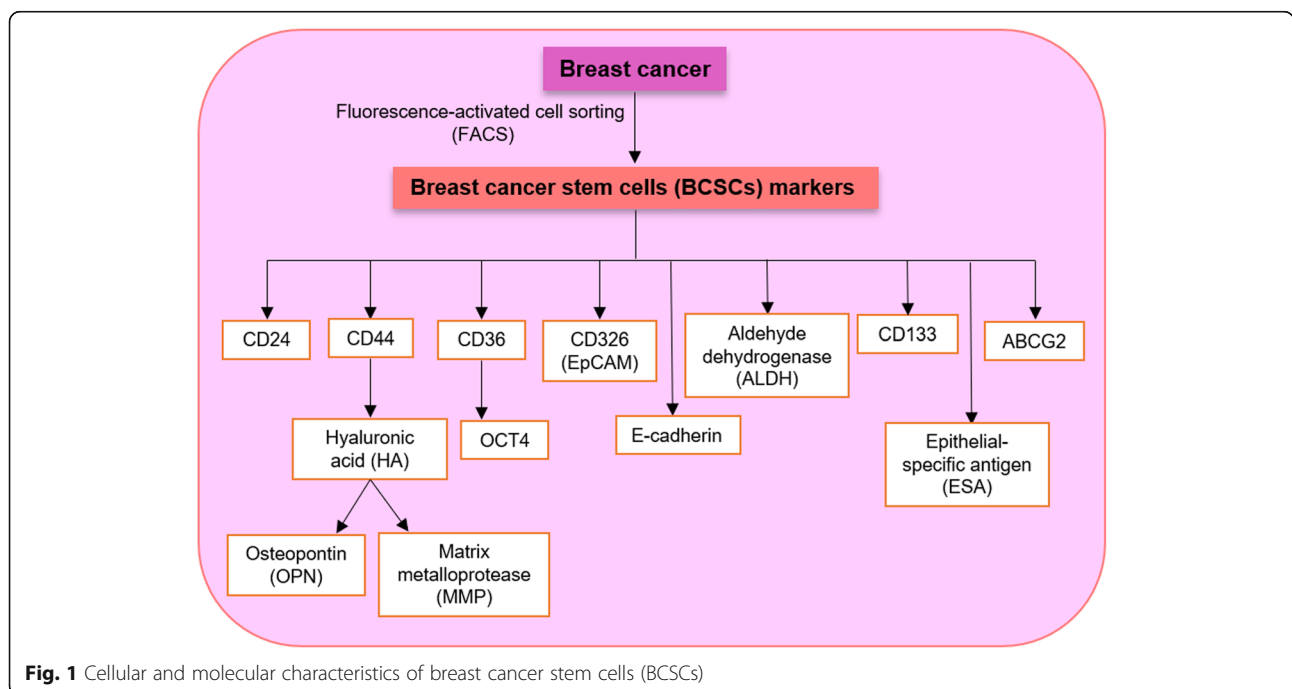 Breast cancer
Fluorescence-activated cell sorting
(FACS)
Breast cancer stem cells (BCSCs) markers
CD24
CD44
CD36
CD326
(EpCAM)
Aldehyde
dehydrogenase
(ALDH)
CD133
ABCG2
Hyaluronic
acid (HA)
OCT4
E-cadherin
Epithelial-
specific antigen
(ESA)
Osteopontin
(OPN)
Matrix
metalloprotease
(MMP)
Fig. 1 Cellular and molecular characteristics of breast cancer stem cells (BCSCs)